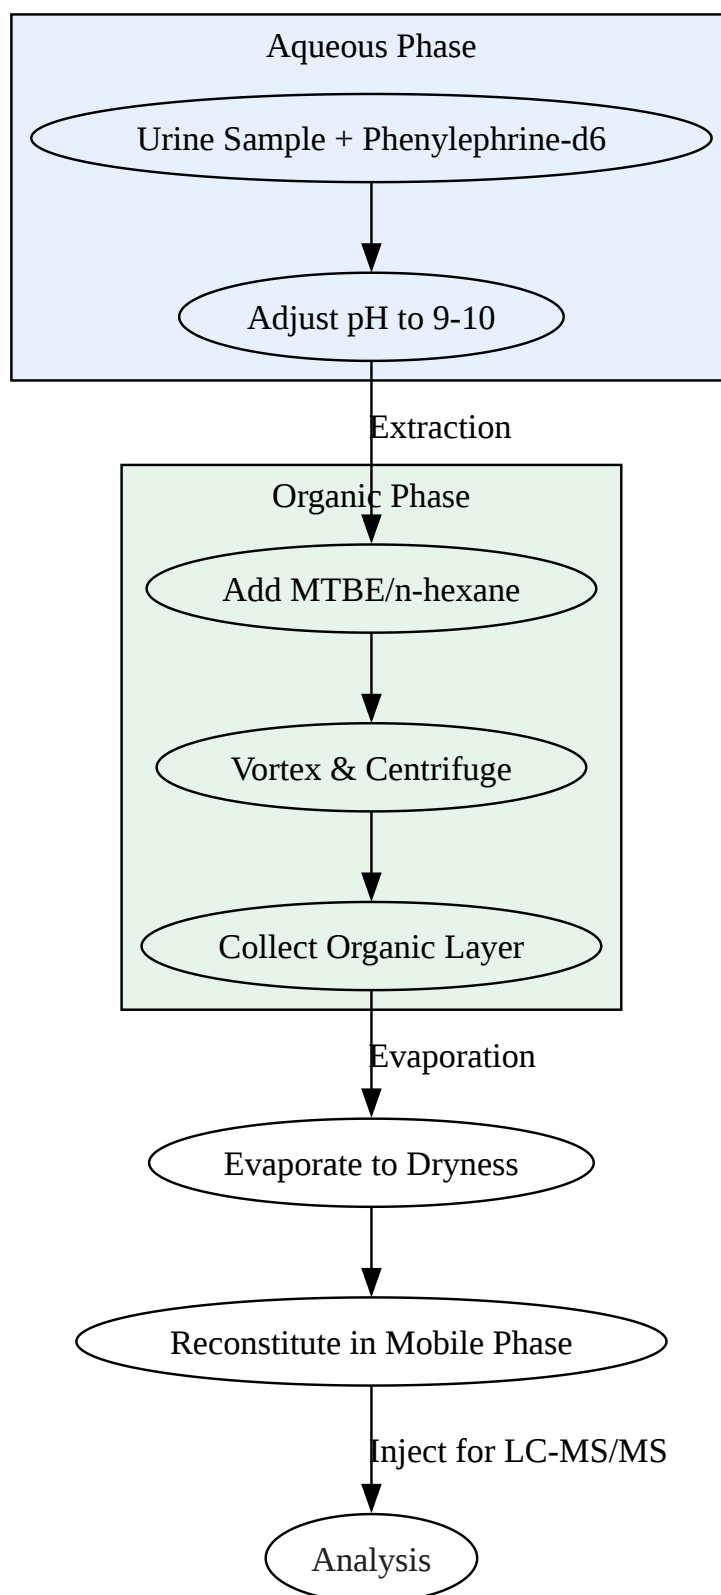 Aqueous Phase
Urine Sample + Phenylephrine-d6
Adjust pH to 9-10
Extraction
Organic Phase
Add MTBE/n-hexane
Vortex & Centrifuge
Collect Organic Layer
Evaporation
Evaporate to Dryness
Reconstitute in Mobile Phase
Inject for LC-MS/MS
Analysis